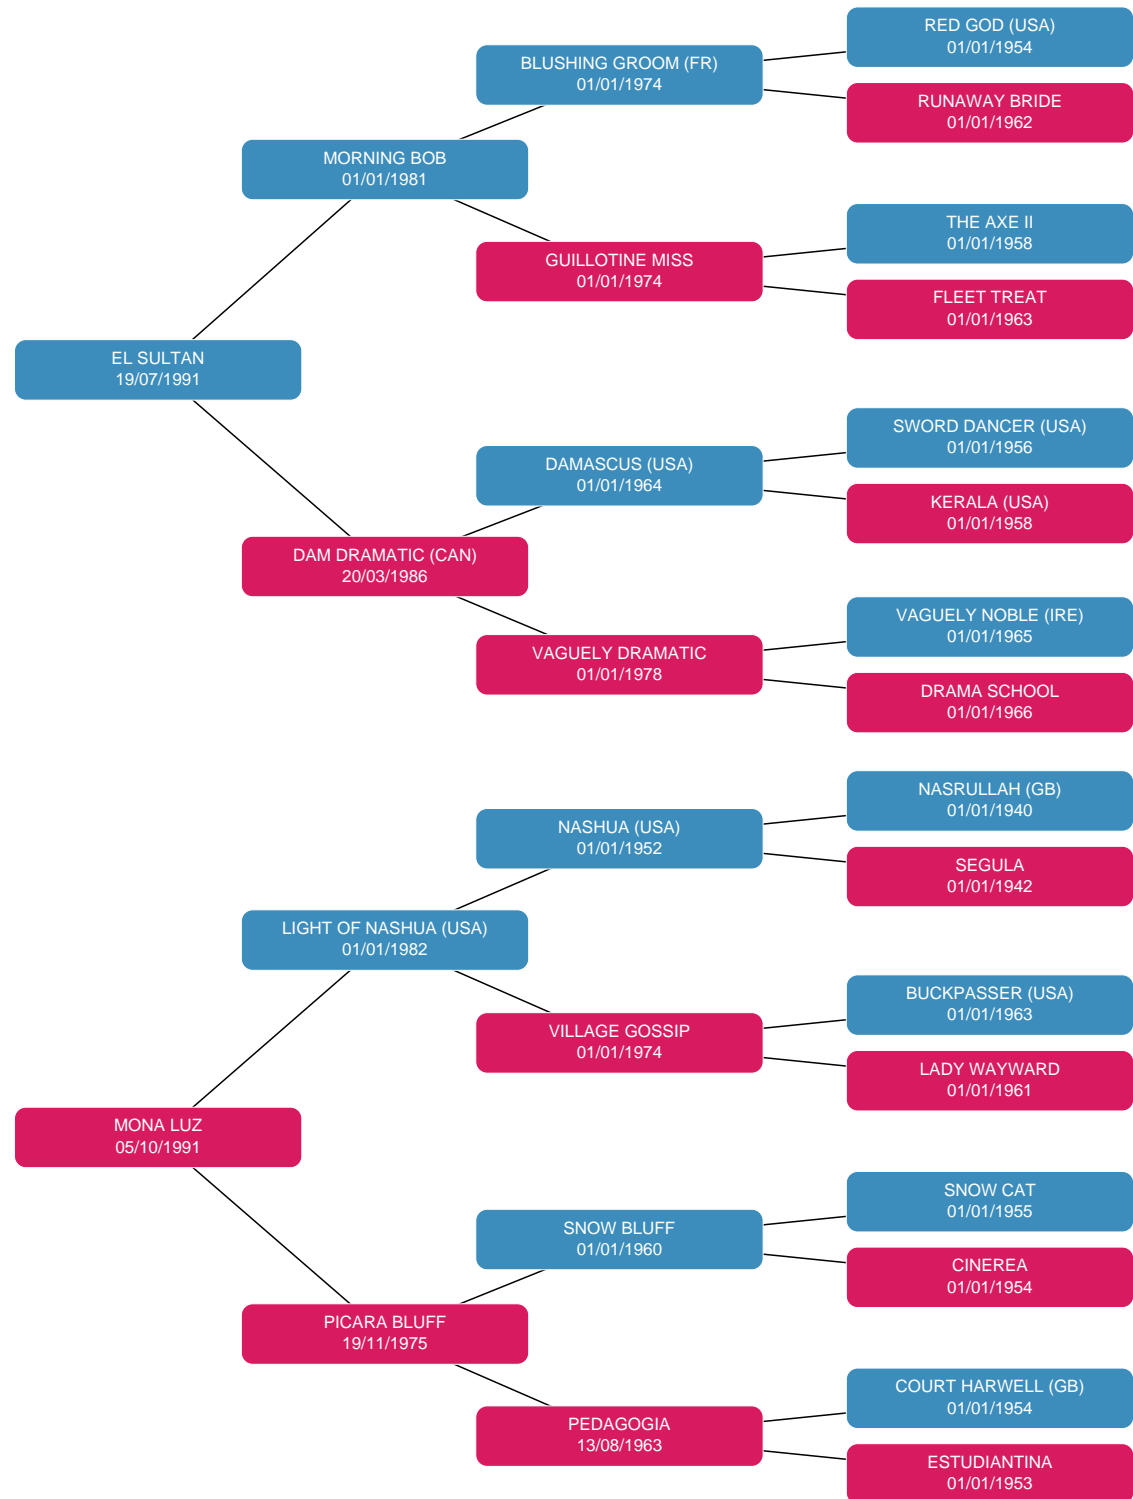 RED GOD (USA)
01/01/1954
BLUSHING GROOM (FR)
01/01/1974
RUNAWAY BRIDE
01/01/1962
MORNING BOB
01/01/1981
THE AXE II
01/01/1958
GUILLOTINE MISS
01/01/1974
FLEET TREAT
01/01/1963
EL SULTAN
19/07/1991
SWORD DANCER (USA)
01/01/1956
DAMASCUS (USA)
01/01/1964
KERALA (USA)
01/01/1958
DAM DRAMATIC (CAN)
20/03/1986
VAGUELY NOBLE (IRE)
01/01/1965
VAGUELY DRAMATIC
01/01/1978
DRAMA SCHOOL
01/01/1966
NASRULLAH (GB)
01/01/1940
NASHUA (USA)
01/01/1952
SEGULA
01/01/1942
LIGHT OF NASHUA (USA)
01/01/1982
BUCKPASSER (USA)
01/01/1963
VILLAGE GOSSIP
01/01/1974
LADY WAYWARD
01/01/1961
MONA LUZ
05/10/1991
SNOW CAT
01/01/1955
SNOW BLUFF
01/01/1960
CINEREA
01/01/1954
PICARA BLUFF
19/11/1975
COURT HARWELL (GB)
01/01/1954
PEDAGOGIA
13/08/1963
ESTUDIANTINA
01/01/1953